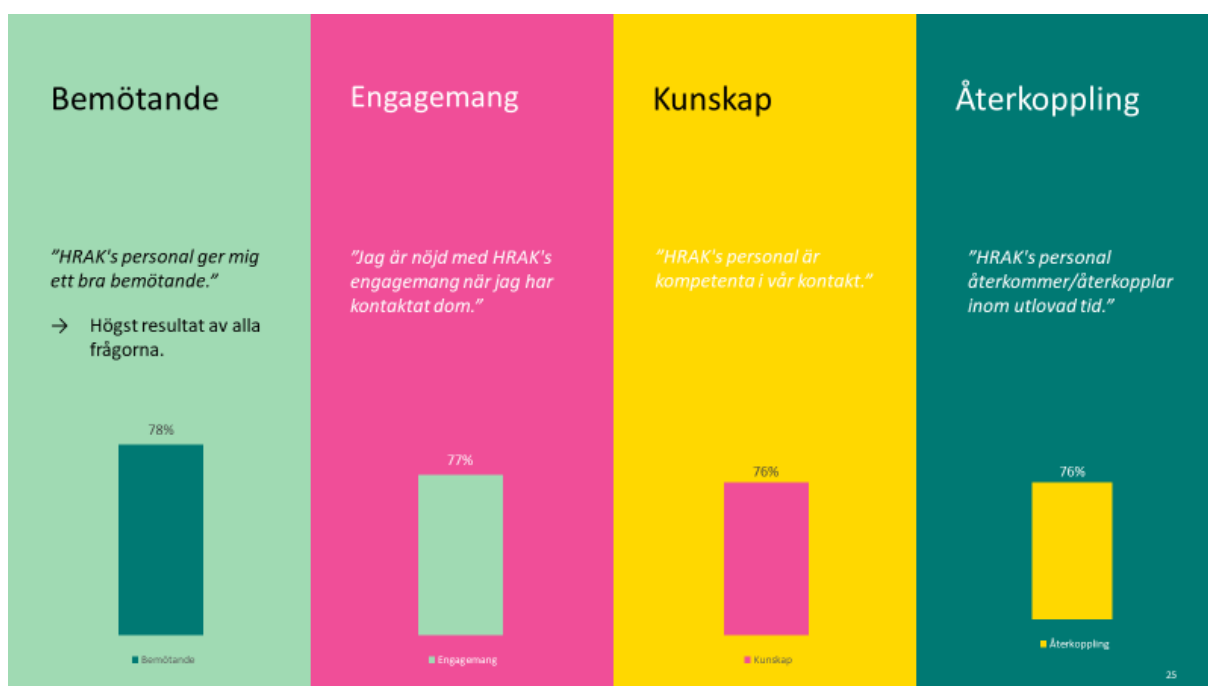 Bemötande
"HRAK's personal ger mig
ett bra bemötande."
→ Högst resultat av alla
frågorna.
78%
Bemötande
Engagemang
"Jag är nöjd med HRAK's
engagemang när jag har
kontaktat dom."
77%
Engagemang
Kunskap
"HRAK's personal är
kompetenta i vår kontakt."
76%
Kunskap
Återkoppling
"HRAK's personal
återkommer/återkopplar
inom utlovad tid."
76%
Återkoppling
25